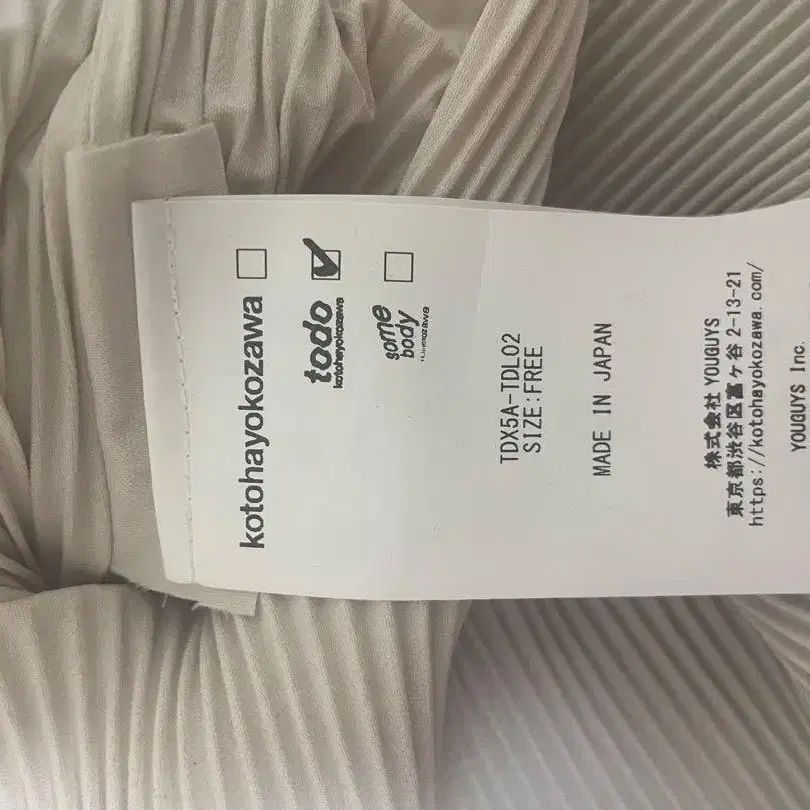 kotohayokozawa
todo
kotohayokozawa
some
body
TDX5A-TDL02
SIZE:FREE
MADE IN JAPAN
株式会社 YOUGUYS
東京都渋谷区富ヶ谷 2-13-21
https://kotohayokozawa.com/
YOUGUYS Inc.